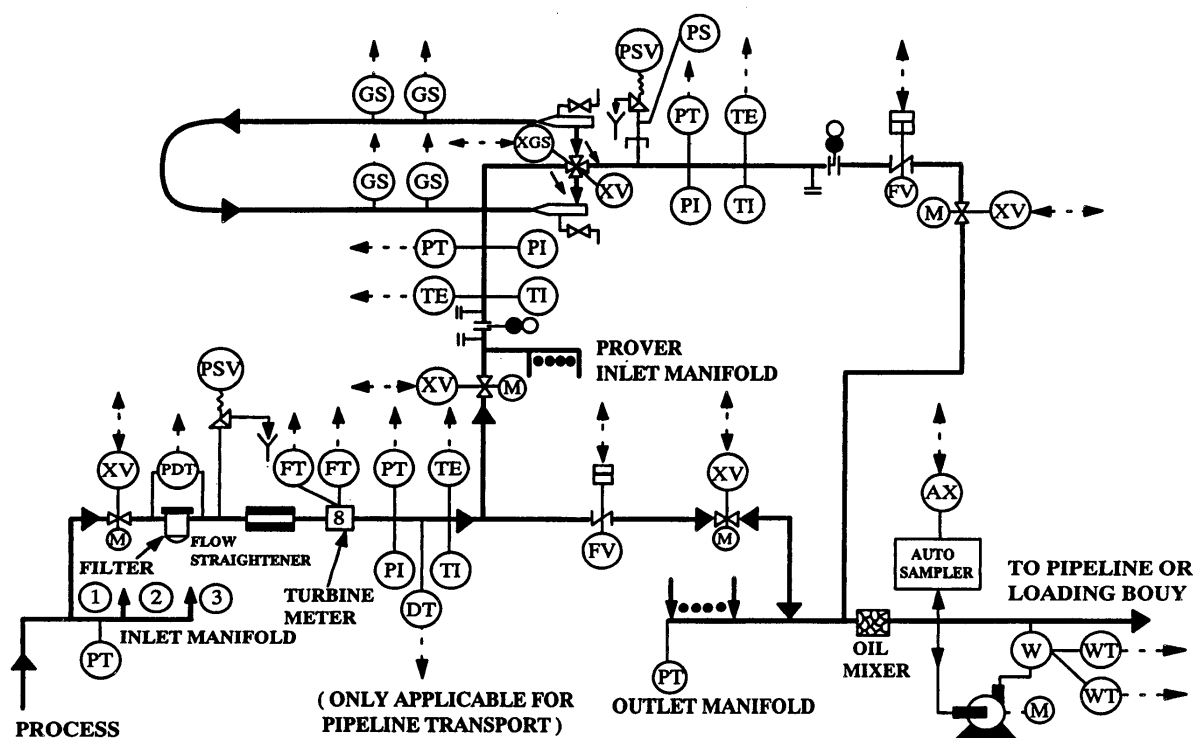 PS
PSV
GS
GS
PT
TE
XGS
GS
GS
XV
FV
PI
TI
M
XV
PT
PI
TE
TI
PROVER
INLET MANIFOLD
PSV
XV
M
XV
PDT
FT
FT
PT
TE
XV
AX
8
M
FLOW
STRAIGHTENER
FILTER
FV
M
AUTO
SAMPLER
PI
TI
TURBINE
METER
DT
TO PIPELINE OR
LOADING BOUY
1
2
3
INLET MANIFOLD
PT
OIL
MIXER
W
WT
WT
PT
OUTLET MANIFOLD
M
PROCESS
( ONLY APPLICABLE FOR
PIPELINE TRANSPORT )